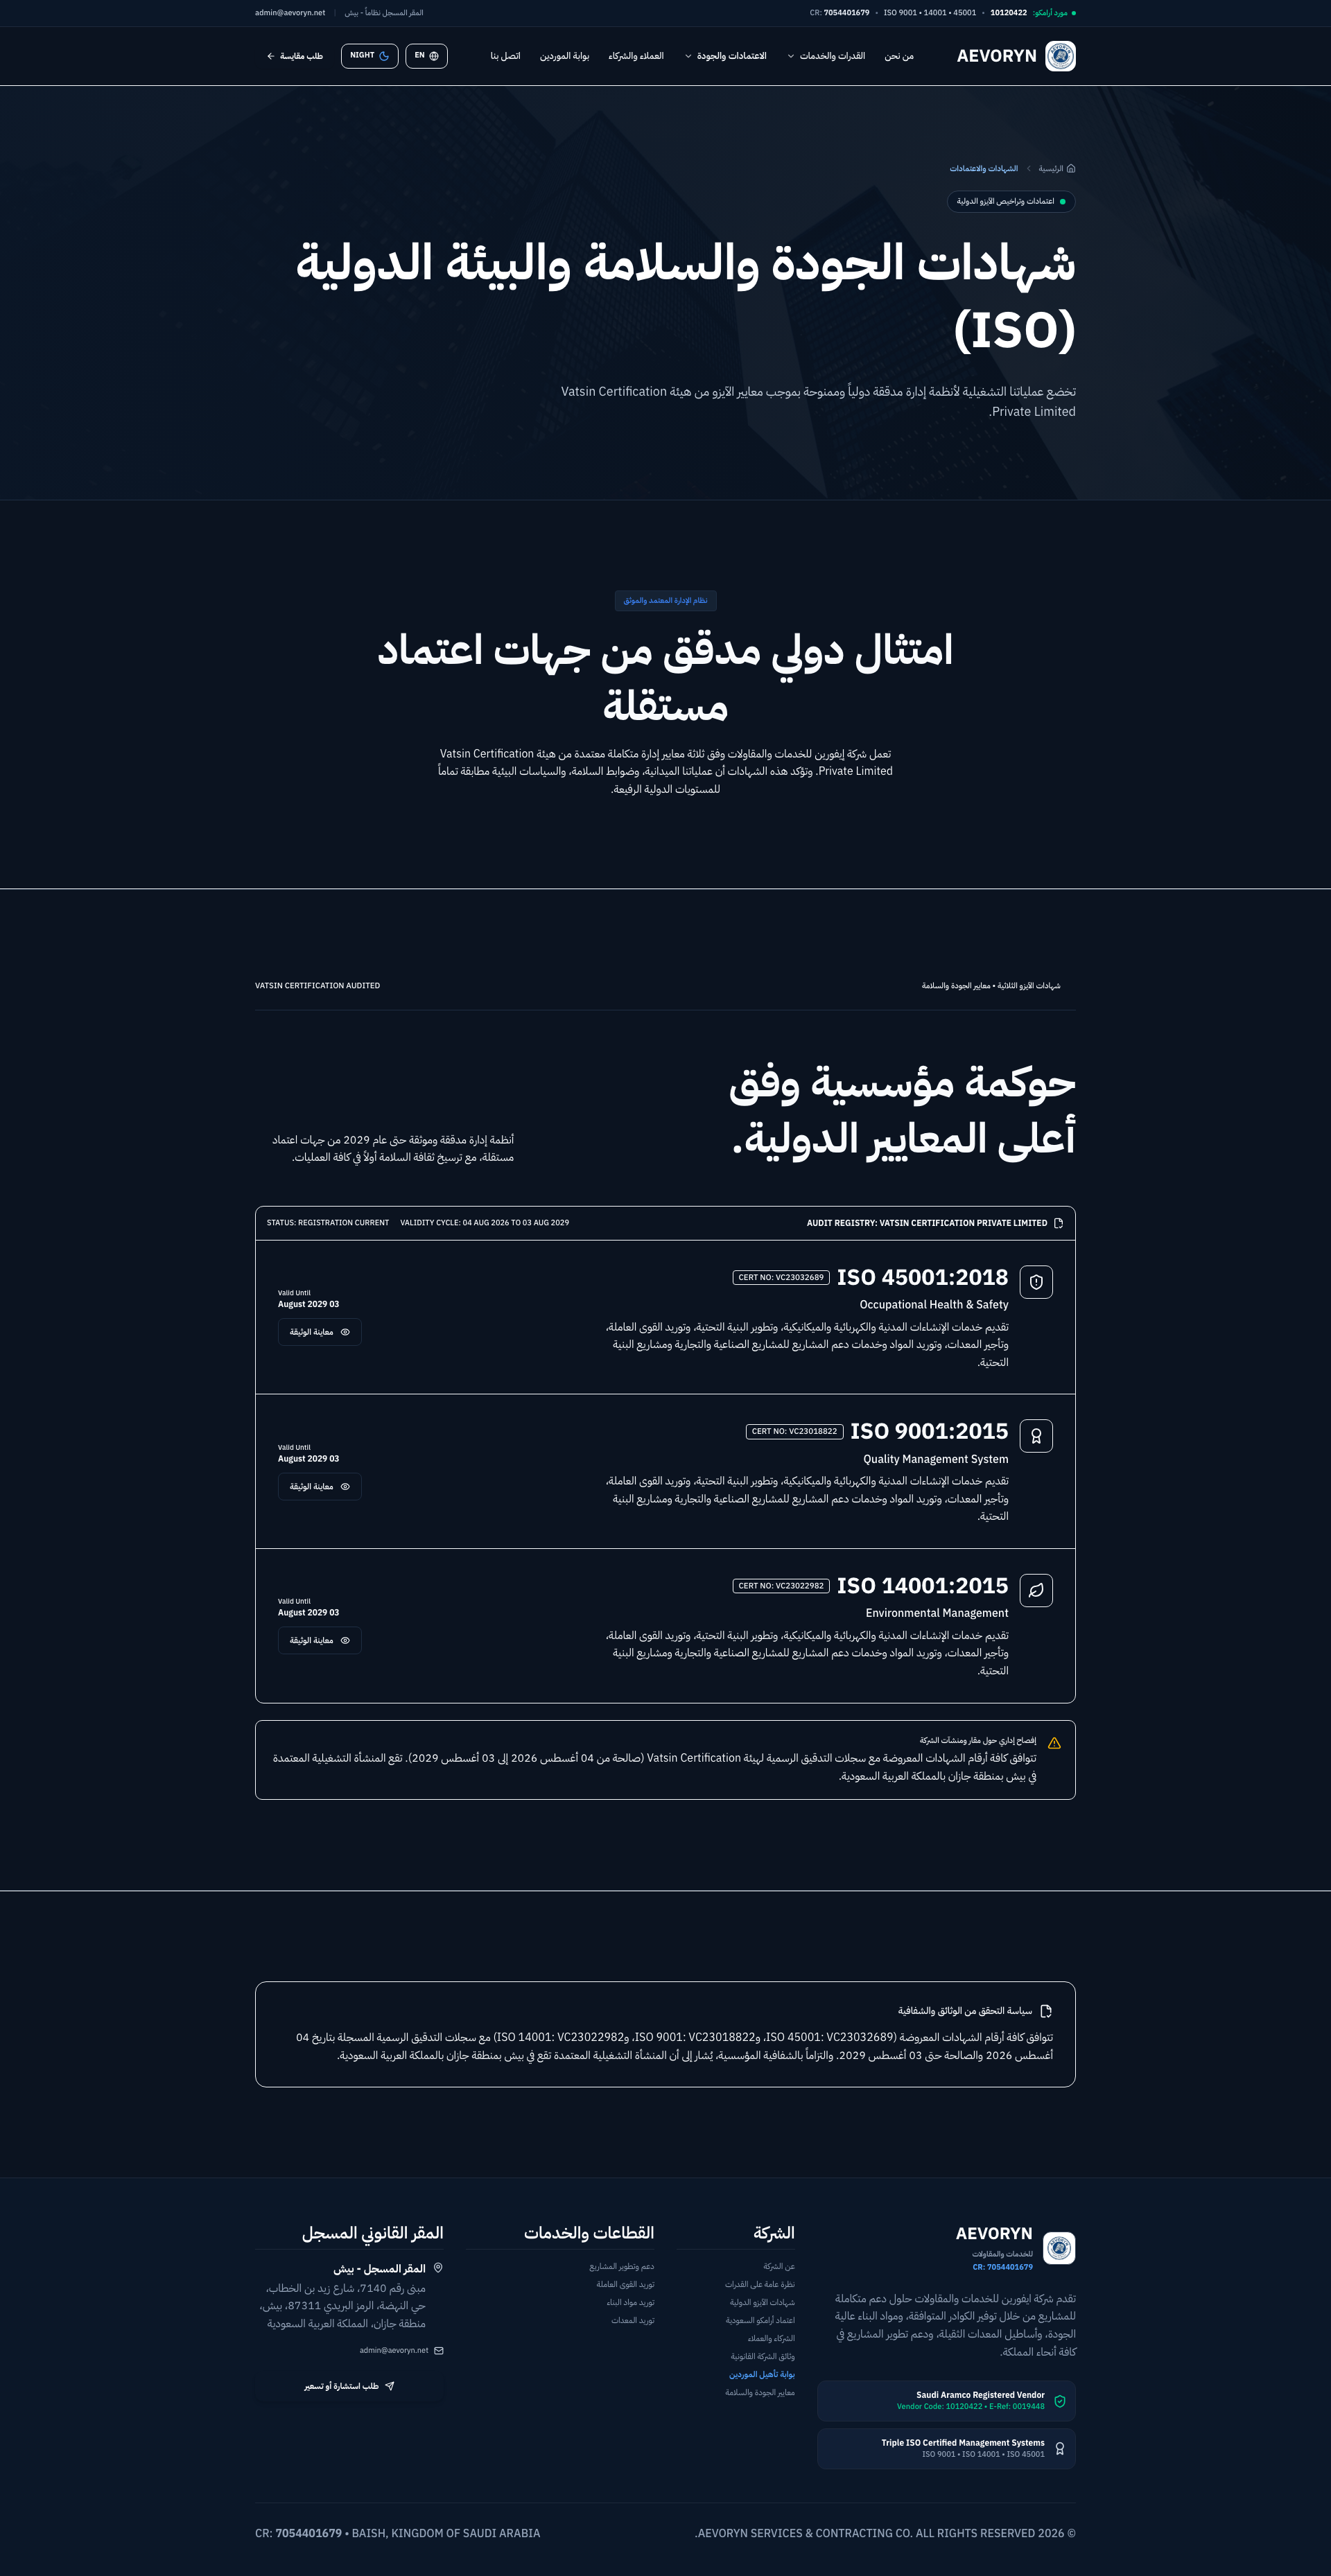 مورد أرامكو: 10120422 • ISO 9001 • 14001 • 45001 • CR: 7054401679
المقر المسجل نظاماً - بيش | admin@aevoryn.net
AEVORYN
من نحن
القدرات والخدمات
الاعتمادات والجودة
العملاء والشركاء
بوابة الموردين
اتصل بنا
EN
NIGHT
طلب مقايسة
الرئيسية
الشهادات والاعتمادات
اعتمادات وتراخيص الآيزو الدولية
شهادات الجودة والسلامة والبيئة الدولية
(ISO)
تخضع عملياتنا التشغيلية لأنظمة إدارة مدققة دولياً وممنوحة بموجب معايير الآيزو من هيئة Vatsin Certification
Private Limited.
نظام الإدارة المعتمد والموثق
امتثال دولي مدقق من جهات اعتماد
مستقلة
تعمل شركة إيفورين للخدمات والمقاولات وفق ثلاثة معايير إدارة متكاملة معتمدة من هيئة Vatsin Certification
Private Limited. وتؤكد هذه الشهادات أن عملياتنا الميدانية، وضوابط السلامة، والسياسات البيئية مطابقة تماماً
للمستويات الدولية الرفيعة.
شهادات الآيزو الثلاثية • معايير الجودة والسلامة
VATSIN CERTIFICATION AUDITED
حوكمة مؤسسية وفق
أعلى المعايير الدولية.
أنظمة إدارة مدققة وموثقة حتى عام 2029 من جهات اعتماد
مستقلة، مع ترسيخ ثقافة السلامة أولاً في كافة العمليات.
AUDIT REGISTRY: VATSIN CERTIFICATION PRIVATE LIMITED
VALIDITY CYCLE: 04 AUG 2026 TO 03 AUG 2029
STATUS: REGISTRATION CURRENT
ISO 45001:2018
CERT NO: VC23032689
Occupational Health & Safety
تقديم خدمات الإنشاءات المدنية والكهربائية والميكانيكية، وتطوير البنية التحتية، وتوريد القوى العاملة،
وتأجير المعدات، وتوريد المواد وخدمات دعم المشاريع للمشاريع الصناعية والتجارية ومشاريع البنية
التحتية.
Valid Until
August 2029 03
معاينة الوثيقة
ISO 9001:2015
CERT NO: VC23018822
Quality Management System
تقديم خدمات الإنشاءات المدنية والكهربائية والميكانيكية، وتطوير البنية التحتية، وتوريد القوى العاملة،
وتأجير المعدات، وتوريد المواد وخدمات دعم المشاريع للمشاريع الصناعية والتجارية ومشاريع البنية
التحتية.
Valid Until
August 2029 03
معاينة الوثيقة
ISO 14001:2015
CERT NO: VC23022982
Environmental Management
تقديم خدمات الإنشاءات المدنية والكهربائية والميكانيكية، وتطوير البنية التحتية، وتوريد القوى العاملة،
وتأجير المعدات، وتوريد المواد وخدمات دعم المشاريع للمشاريع الصناعية والتجارية ومشاريع البنية
التحتية.
Valid Until
August 2029 03
معاينة الوثيقة
إفصاح إداري حول مقار ومنشآت الشركة
تتوافق كافة أرقام الشهادات المعروضة مع سجلات التدقيق الرسمية لهيئة Vatsin Certification (صالحة من 04 أغسطس 2026 إلى 03 أغسطس 2029). تقع المنشأة التشغيلية المعتمدة
في بيش بمنطقة جازان بالمملكة العربية السعودية.
سياسة التحقق من الوثائق والشفافية
تتوافق كافة أرقام الشهادات المعروضة (ISO 45001: VC23032689، وISO 9001: VC23018822، وISO 14001: VC23022982) مع سجلات التدقيق الرسمية المسجلة بتاريخ 04
أغسطس 2026 والصالحة حتى 03 أغسطس 2029. والتزاماً بالشفافية المؤسسية، يُشار إلى أن المنشأة التشغيلية المعتمدة تقع في بيش بمنطقة جازان بالمملكة العربية السعودية.
AEVORYN
للخدمات والمقاولات
CR: 7054401679
تقدم شركة إيفورين للخدمات والمقاولات حلول دعم متكاملة
للمشاريع من خلال توفير الكوادر المتوافقة، ومواد البناء عالية
الجودة، وأساطيل المعدات الثقيلة، ودعم تطوير المشاريع في
كافة أنحاء المملكة.
Saudi Aramco Registered Vendor
Vendor Code: 10120422 • E-Ref: 0019448
Triple ISO Certified Management Systems
ISO 9001 • ISO 14001 • ISO 45001
الشركة
عن الشركة
نظرة عامة على القدرات
شهادات الآيزو الدولية
اعتماد أرامكو السعودية
الشركاء والعملاء
وثائق الشركة القانونية
بوابة تأهيل الموردين
معايير الجودة والسلامة
القطاعات والخدمات
دعم وتطوير المشاريع
توريد القوى العاملة
توريد مواد البناء
توريد المعدات
المقر القانوني المسجل
المقر المسجل - بيش
مبنى رقم 7140، شارع زيد بن الخطاب،
حي النهضة، الرمز البريدي 87311، بيش،
منطقة جازان، المملكة العربية السعودية
admin@aevoryn.net
طلب استشارة أو تسعير
© 2026 AEVORYN SERVICES & CONTRACTING CO. ALL RIGHTS RESERVED.
CR: 7054401679 • BAISH, KINGDOM OF SAUDI ARABIA